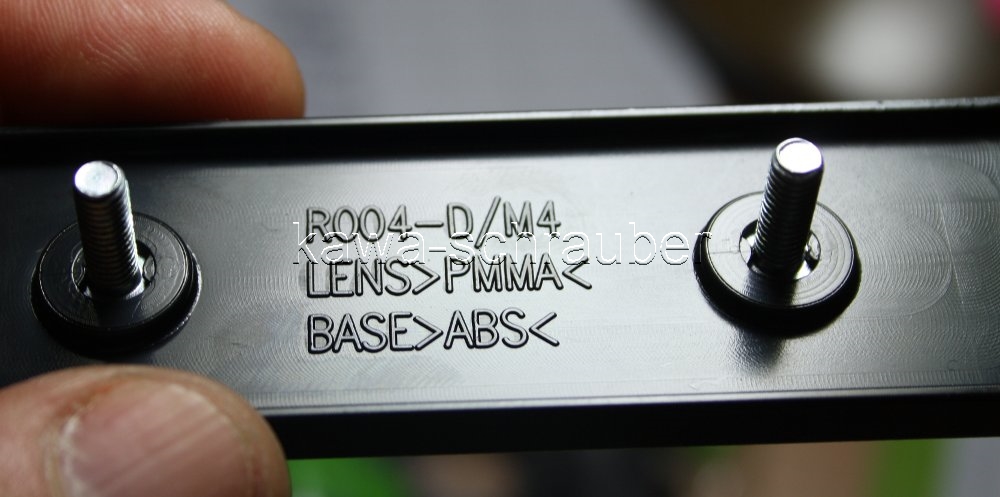 R004-D/M4
kawa-schrauber
LENS>PMMA<
BASE>ABS<